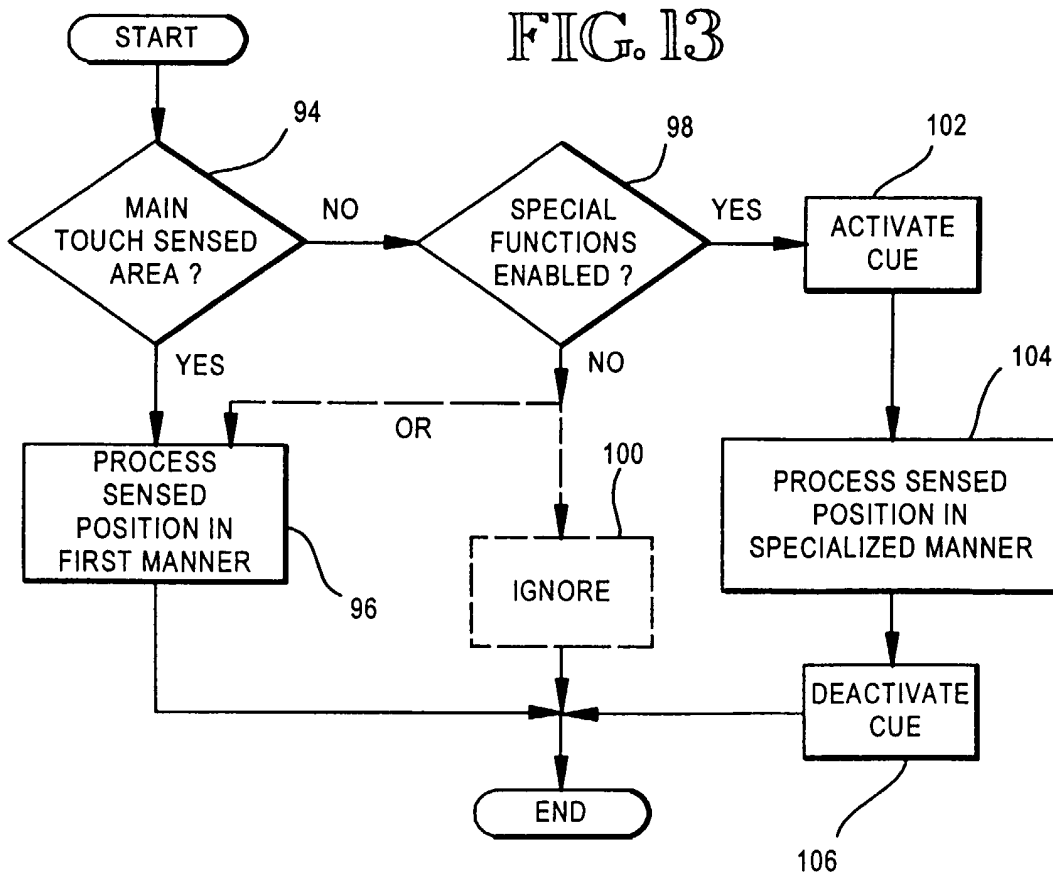 FIG. 13
START
94
MAIN
TOUCH SENSED
AREA ?
NO
98
SPECIAL
FUNCTIONS
ENABLED ?
YES
102
ACTIVATE
CUE
YES
NO
OR
PROCESS
SENSED
POSITION IN
FIRST MANNER
96
100
IGNORE
104
PROCESS SENSED
POSITION IN
SPECIALIZED MANNER
DEACTIVATE
CUE
106
END